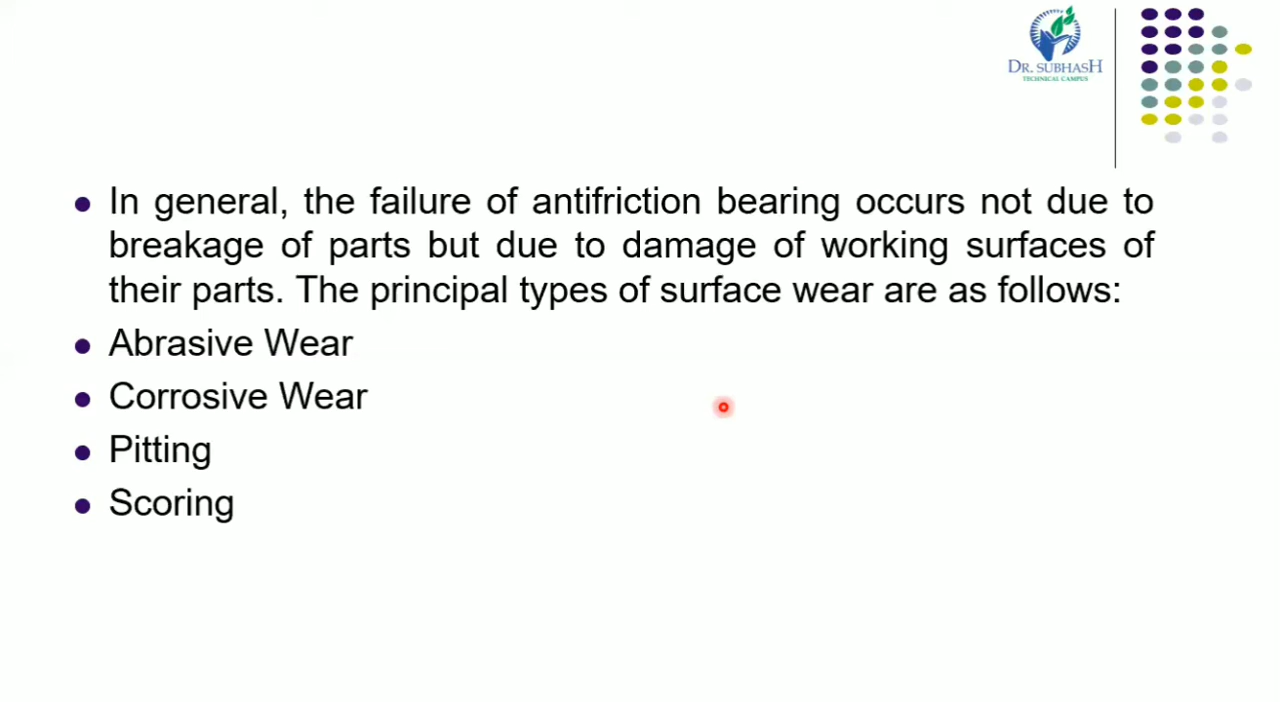 DR. SUBHASH
TECHNICAL CAMPUS
In general, the failure of antifriction bearing occurs not due to
breakage of parts but due to damage of working surfaces of
their parts. The principal types of surface wear are as follows:
Abrasive Wear
Corrosive Wear
Pitting
Scoring